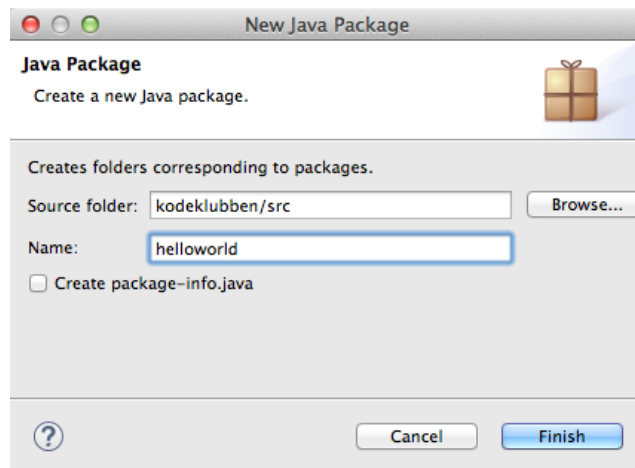 New Java Package
Java Package
Create a new Java package.
Creates folders corresponding to packages.
Source folder: kodeklubben/src Browse...
Name: helloworld
Create package-info.java
? Cancel Finish